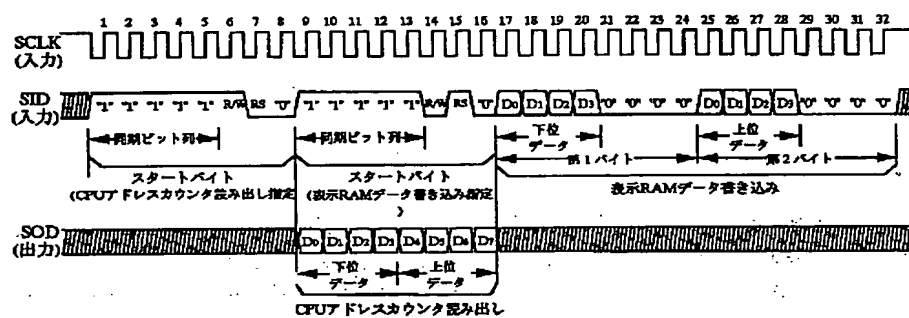 1 2 3 4 5 6 7 8 9 10 11 12 13 14 15 16 17 18 19 20 21 22 23 24 25 26 27 28 29 30 31 32
SCLK
(入力)
SID
(入力)
"1" "1" "1" "1" "1" R/W RS "0" "1" "1" "1" "1" "1" R/W RS "0" D0 D1 D2 D3 "0" "0" "0" "0" D0 D1 D2 D3 "0" "0" "0" "0"
同期ビット列
同期ビット列
下位
データ
上位
データ
第1バイト
第2バイト
スタートバイト
(CPUアドレスカウンタ読み出し指定)
スタートバイト
(表示RAMデータ書き込み指定)
表示RAMデータ書き込み
SOD
(出力)
D0 D1 D2 D3 D4 D5 D6 D7
下位
データ
上位
データ
CPUアドレスカウンタ読み出し